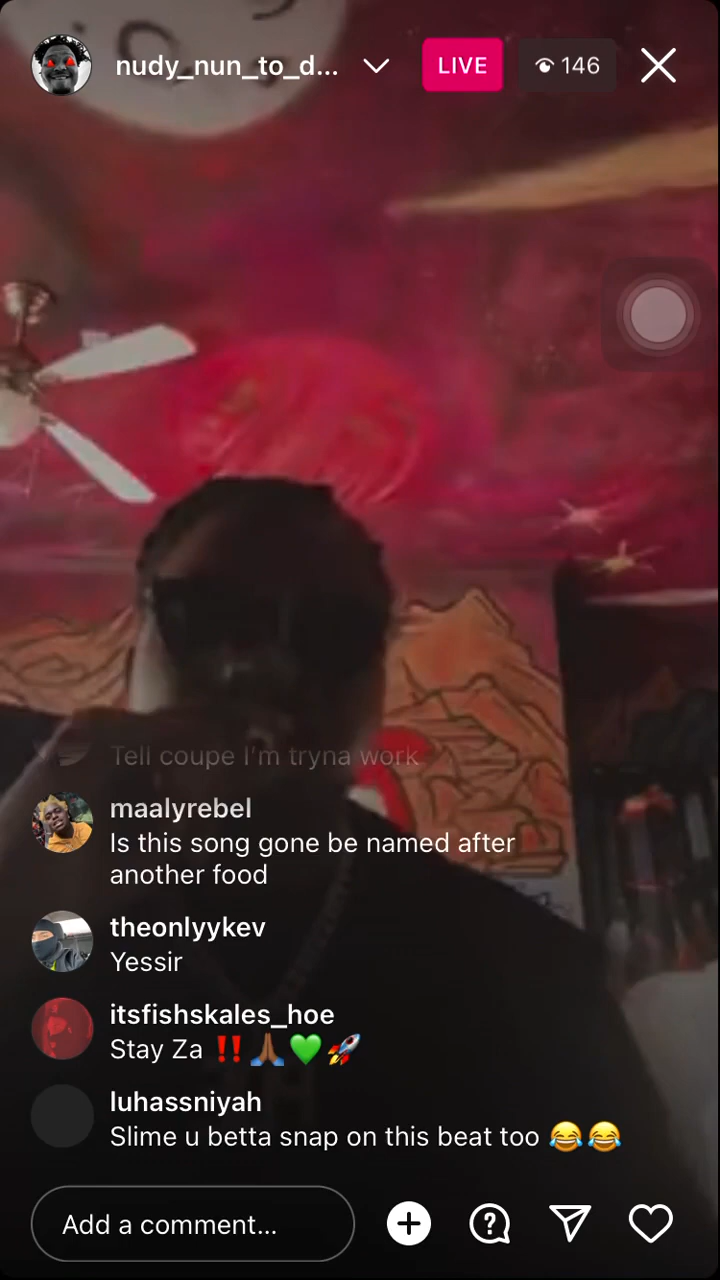 nudy_nun_to_d...
LIVE
146
Tell coupe I'm tryna work
maalyrebel
Is this song gone be named after
another food
theonlyykev
Yessir
itsfishskales_hoe
Stay Za ‼️🙏🏾💚🚀
luhassniyah
Slime u betta snap on this beat too 😂😂
Add a comment...